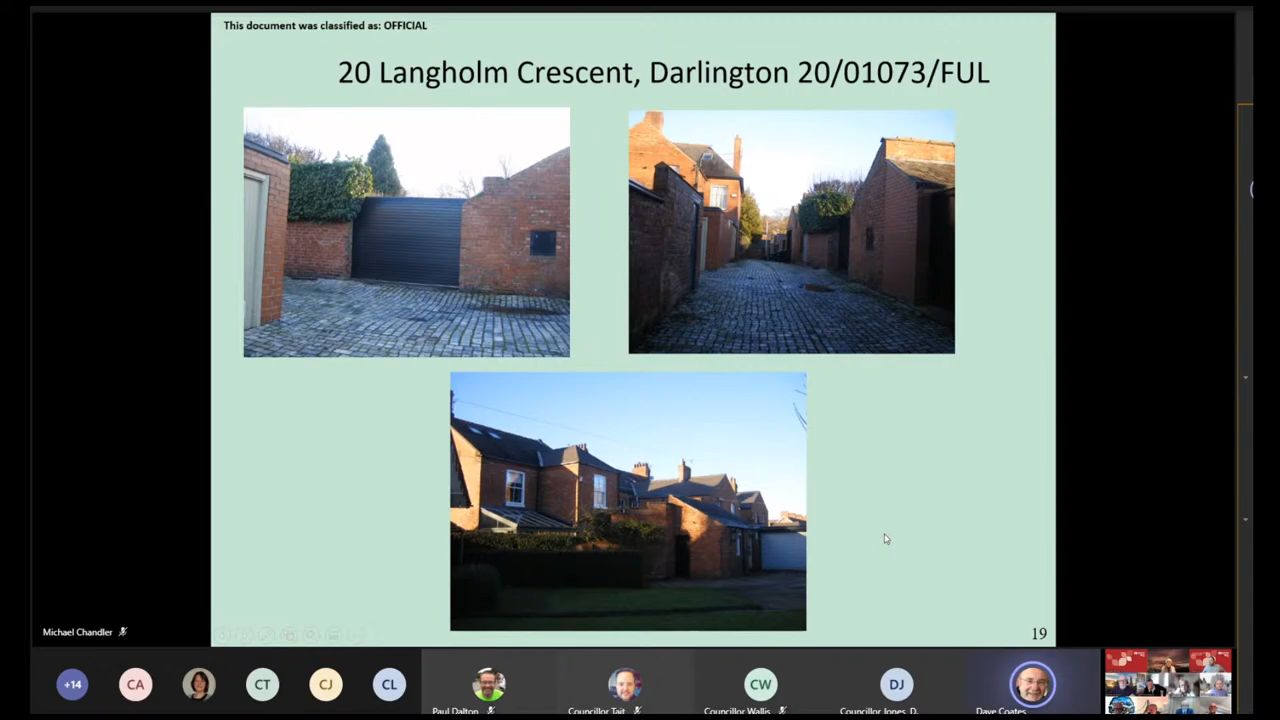 This document was classified as: OFFICIAL
20 Langholm Crescent, Darlington 20/01073/FUL
19
Michael Chandler
+14
CA
CT
CJ
CL
CW
DJ
Paul Dalton
Councillor Tait
Councillor Wallis
Councillor Jones, D.
Dave Coates